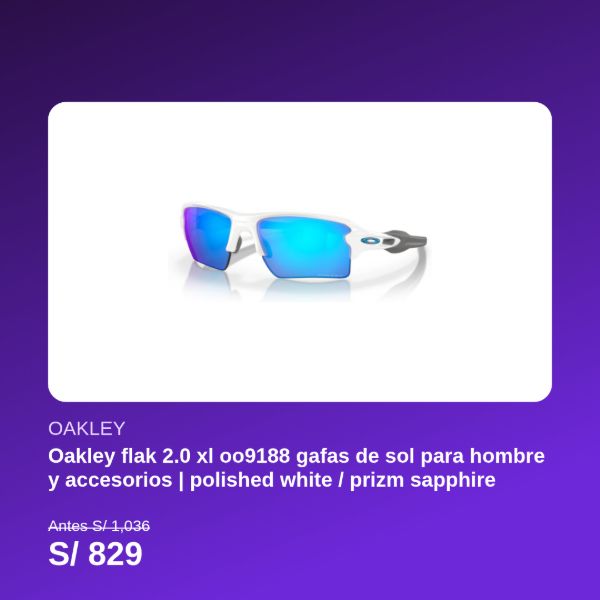 OAKLEY
Oakley flak 2.0 xl oo9188 gafas de sol para hombre
y accesorios | polished white / prizm sapphire
Antes S/ 1,036
S/ 829